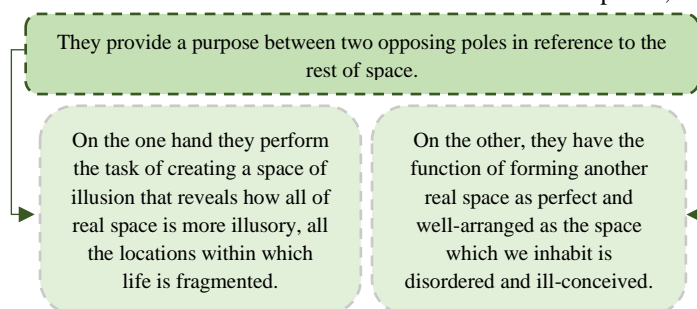 They provide a purpose between two opposing poles in reference to the
rest of space.
On the one hand they perform
the task of creating a space of
illusion that reveals how all of
real space is more illusory, all
the locations within which
life is fragmented.
On the other, they have the
function of forming another
real space as perfect and
well-arranged as the space
which we inhabit is
disordered and ill-conceived.